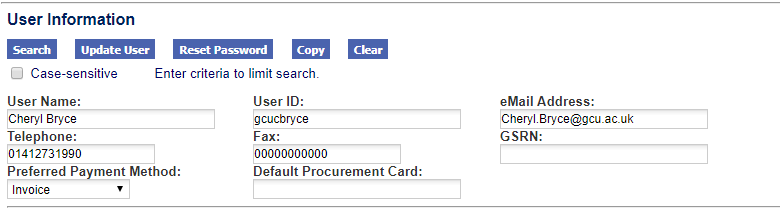 User Information
Search Update User Reset Password Copy Clear
Case-sensitive Enter criteria to limit search.
User Name: User ID: eMail Address:
Cheryl Bryce gcucbryce Cheryl.Bryce@gcu.ac.uk
Telephone: Fax: GSRN:
01412731990 00000000000
Preferred Payment Method: Default Procurement Card:
Invoice